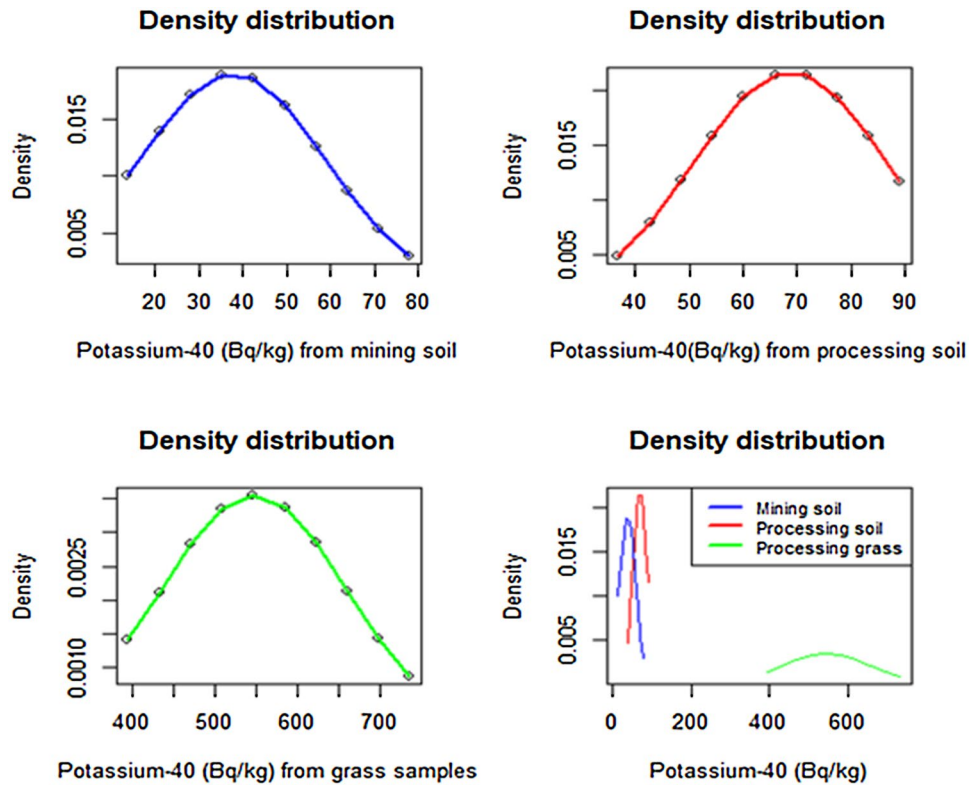 Density distribution
Density
0.005
0.015
20 30 40 50 60 70 80
Potassium-40 (Bq/kg) from mining soil
Density distribution
Density
0.005
0.015
40 50 60 70 80 90
Potassium-40(Bq/kg) from processing soil
Density distribution
Density
0.0010
0.0025
400 500 600 700
Potassium-40 (Bq/kg) from grass samples
Density distribution
Density
0.005
0.015
Mining soil
Processing soil
Processing grass
0 200 400 600
Potassium-40 (Bq/kg)